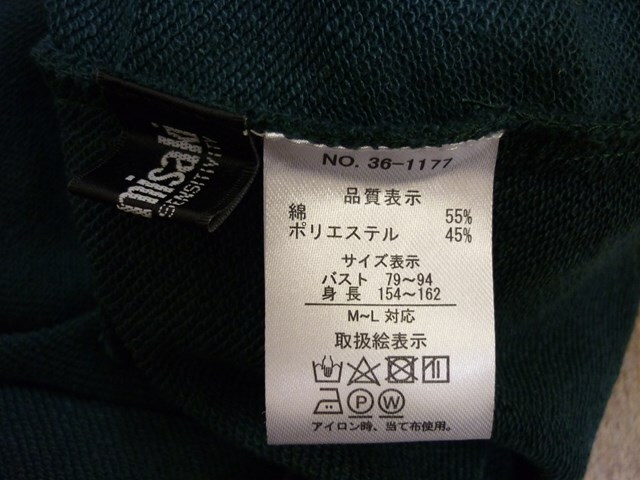 misaki
SENSITIVITY
NO. 36-1177
品質表示
綿 55%
ポリエステル 45%
サイズ表示
バスト 79～94
身長 154～162
M~L 対応
取扱絵表示
P W
アイロン時、当て布使用。